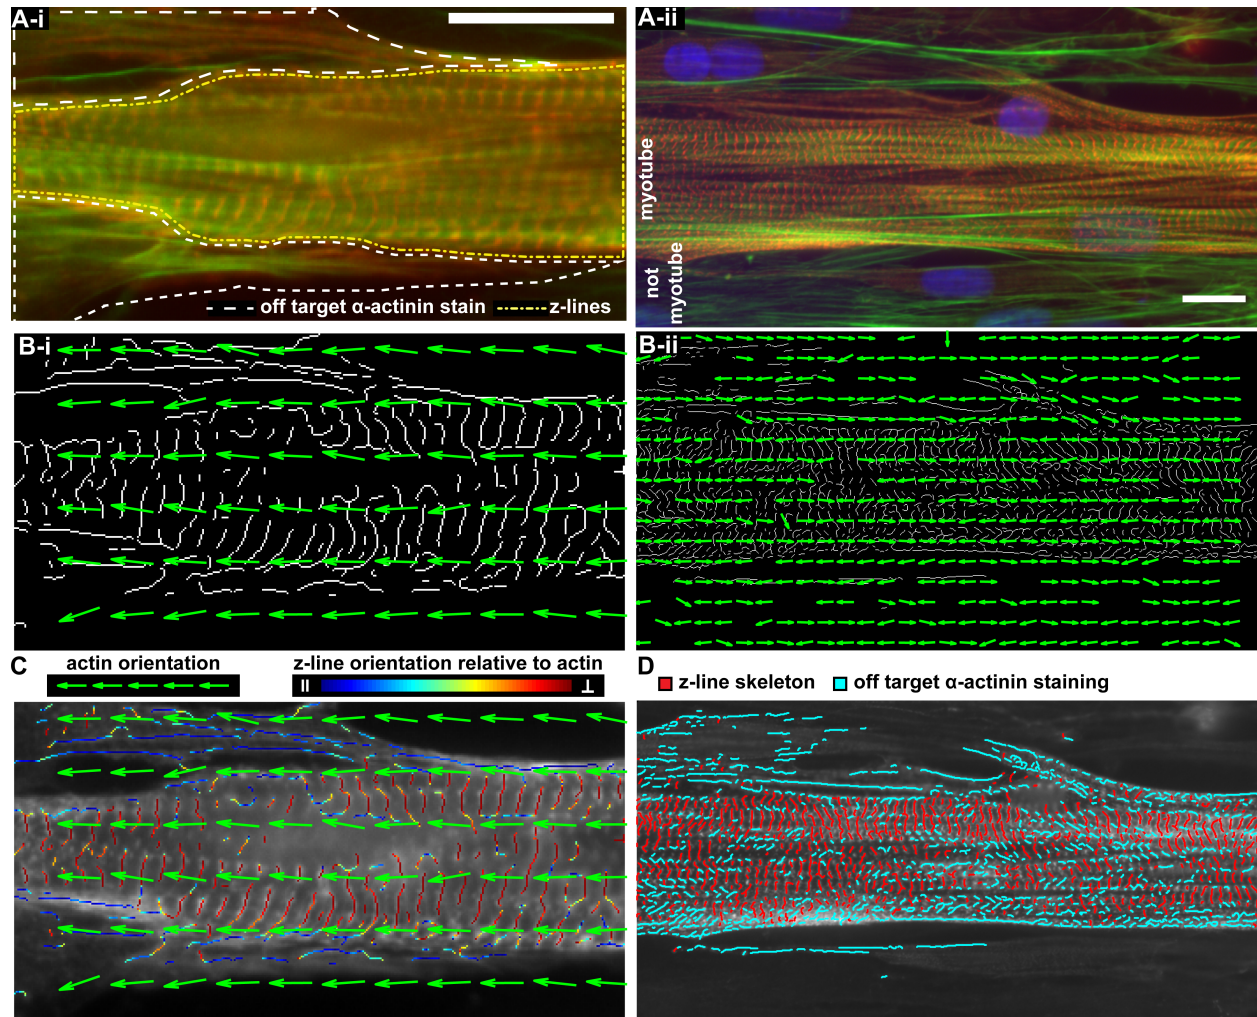 A-i
off target α-actinin stain
z-lines
A-ii
myotube
not
myotube
B-i
B-ii
C
actin orientation
z-line orientation relative to actin
||
⊥
D
z-line skeleton
off target α-actinin staining